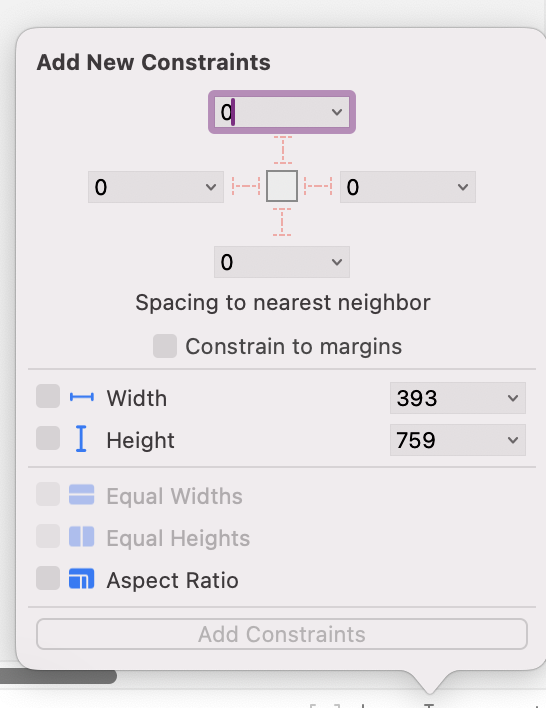 Add New Constraints
0
0
0
0
Spacing to nearest neighbor
Constrain to margins
Width
393
Height
759
Equal Widths
Equal Heights
Aspect Ratio
Add Constraints